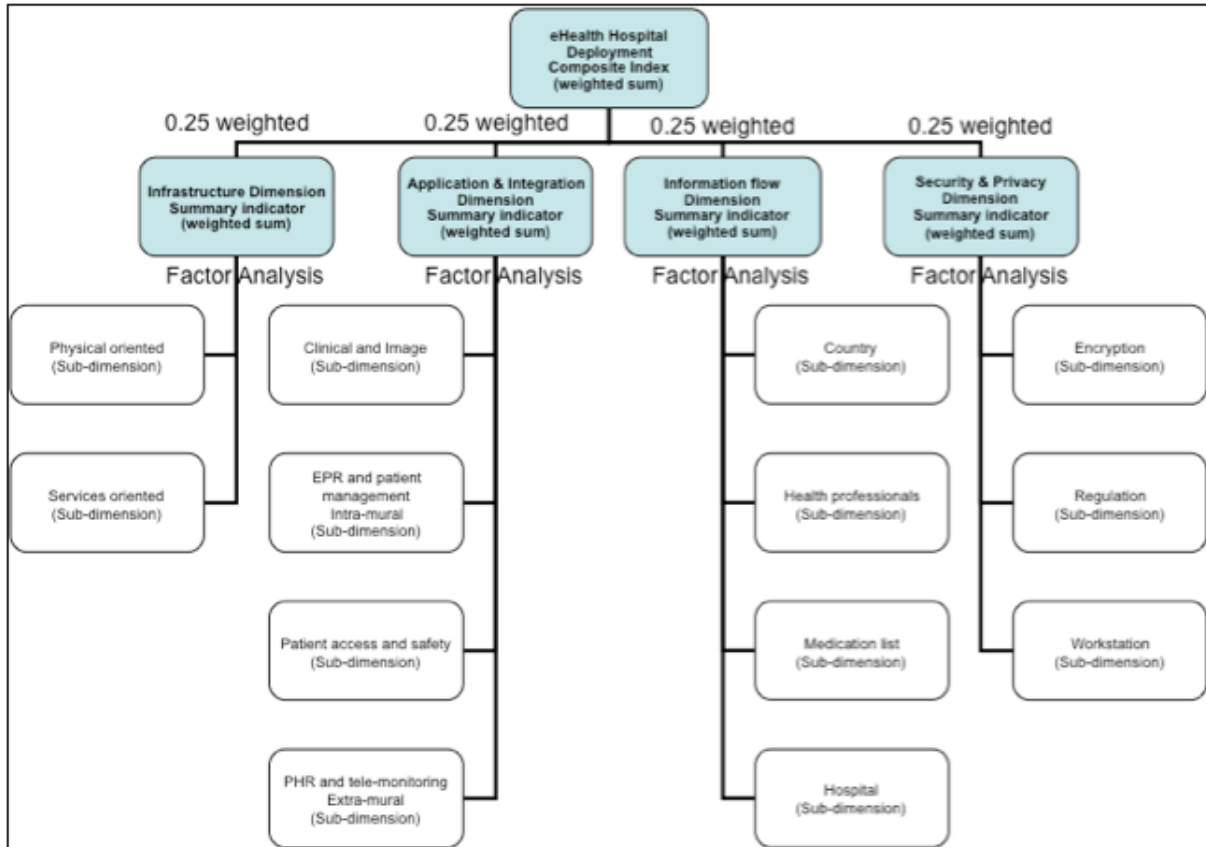 eHealth Hospital
Deployment
Composite Index
(weighted sum)
0.25 weighted
0.25 weighted
0.25 weighted
0.25 weighted
Infrastructure Dimension
Summary indicator
(weighted sum)
Application & Integration
Dimension
Summary indicator
(weighted sum)
Information flow
Dimension
Summary indicator
(weighted sum)
Security & Privacy
Dimension
Summary indicator
(weighted sum)
Factor Analysis
Factor Analysis
Factor Analysis
Factor Analysis
Physical oriented
(Sub-dimension)
Services oriented
(Sub-dimension)
Clinical and Image
(Sub-dimension)
EPR and patient
management
Intra-mural
(Sub-dimension)
Patient access and safety
(Sub-dimension)
PHR and tele-monitoring
Extra-mural
(Sub-dimension)
Country
(Sub-dimension)
Health professionals
(Sub-dimension)
Medication list
(Sub-dimension)
Hospital
(Sub-dimension)
Encryption
(Sub-dimension)
Regulation
(Sub-dimension)
Workstation
(Sub-dimension)